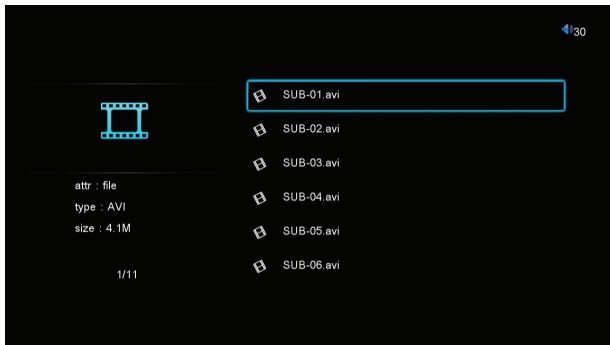 30
SUB-01.avi
SUB-02.avi
SUB-03.avi
SUB-04.avi
SUB-05.avi
SUB-06.avi
attr : file
type : AVI
size : 4.1M
1/11